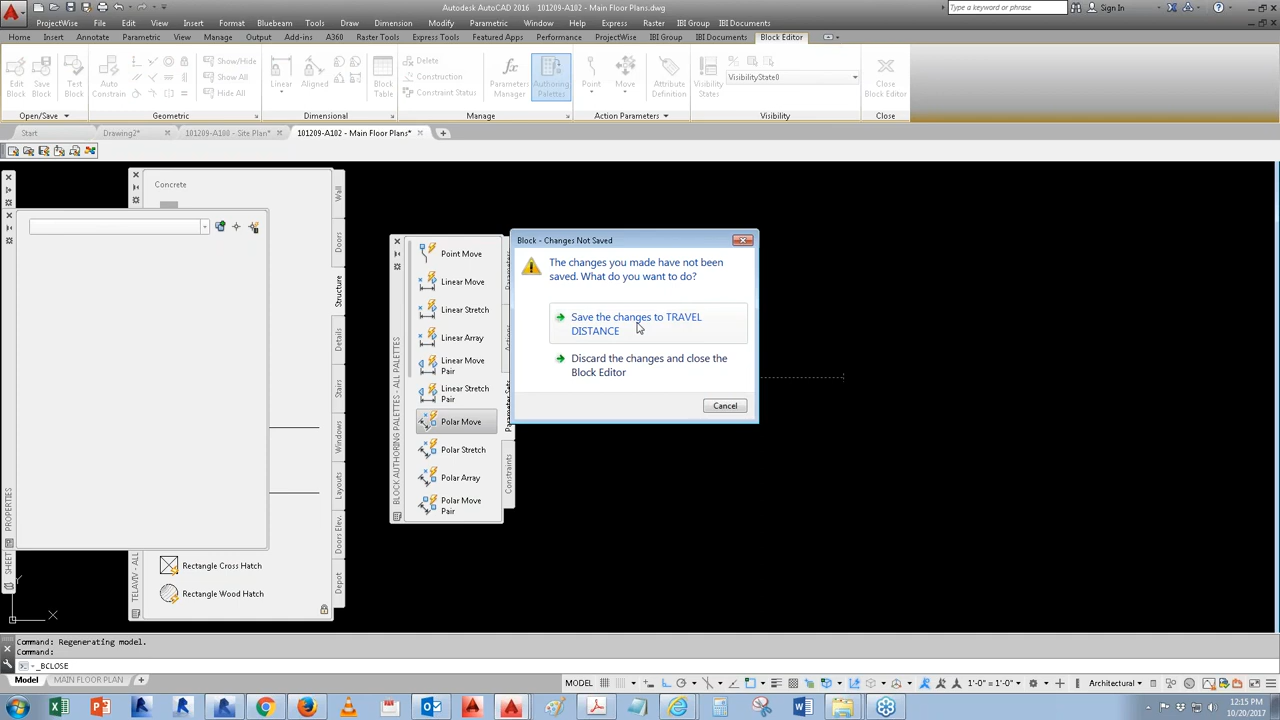 Autodesk AutoCAD 2016   101209-A102 - Main Floor Plans.dwg
Type a keyword or phrase
Sign In
File Edit View Insert Format Tools Draw Dimension Modify Parametric Window Help Express Raster IBI Group IBI Documents
Home Insert Annotate Parametric View Manage Output Add-ins A360 Raster Tools Express Tools Featured Apps Performance ProjectWise IBI Group IBI Documents Block Editor
Edit Block
Save Block
Test Block
Auto Constrain
Show/Hide
Show All
Hide All
Linear
Aligned
Block Table
Delete
Construction
Constraint Status
Parameters Manager
Authoring Palettes
Point
Move
Attribute Definition
Visibility States
VisibilityState0
Close Block Editor
Open/Save Geometric Dimensional Manage Action Parameters Visibility Close
Start Drawing2* 101209-A100 - Site Plan* 101209-A102 - Main Floor Plans*
Concrete
Wall
Doors
Structure
Details
Stairs
Windows
Layouts
Doors Elev.
Depot
PROPERTIES
Rectangle Cross Hatch
Rectangle Wood Hatch
BLOCK AUTHORING PALETTES - ALL PALETTES
Point Move
Linear Move
Linear Stretch
Linear Array
Linear Move Pair
Linear Stretch Pair
Polar Move
Polar Stretch
Polar Array
Polar Move Pair
Constraints
Block - Changes Not Saved
The changes you made have not been
saved. What do you want to do?
Save the changes to TRAVEL
DISTANCE
Discard the changes and close the
Block Editor
Cancel
Y
X
Command: Regenerating model.
Command:
_BCLOSE
Model MAIN FLOOR PLAN
MODEL
1'-0" = 1'-0"
Architectural
12:15 PM
10/20/2017